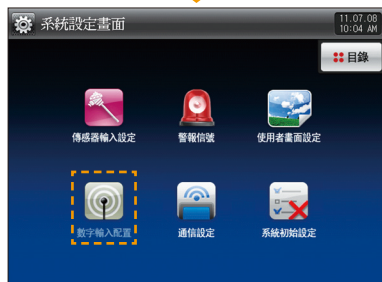 系統設定畫面
11.07.08
10:04 AM
目錄
傳感器輸入設定
警報信號
使用者畫面設定
數字輸入配置
通信設定
系統初始設定